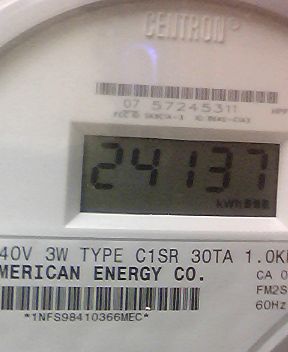 CENTRON®
07 57245311
24137
kWh
40V 3W TYPE C1SR 30TA 1.0K
MERICAN ENERGY CO. CA 0
FM2S
60Hz
*1NFS98410366MEC*